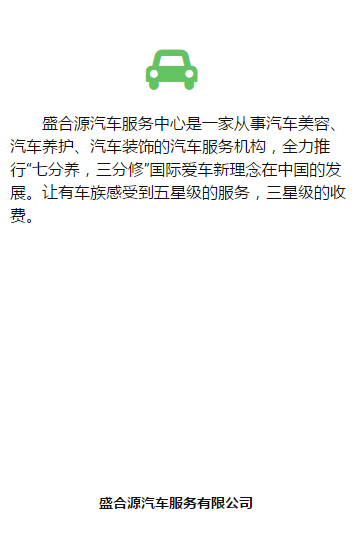 盛合源汽车服务中心是一家从事汽车美容、
汽车养护、汽车装饰的汽车服务机构，全力推
行“七分养，三分修”国际爱车新理念在中国的发
展。让有车族感受到五星级的服务，三星级的收
费。
盛合源汽车服务有限公司